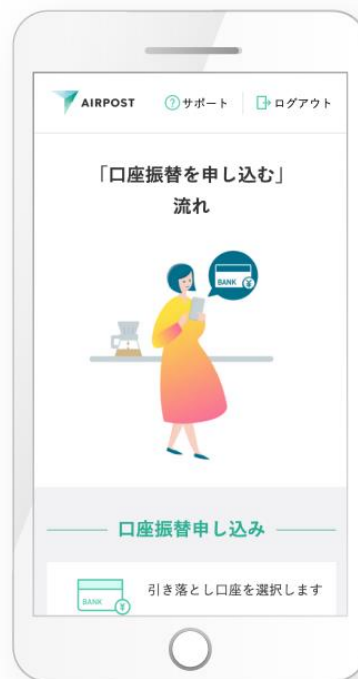 AIRPOST
サポート
ログアウト
「口座振替を申し込む」
流れ
BANK ¥
口座振替申し込み
引き落とし口座を選択します
BANK ¥